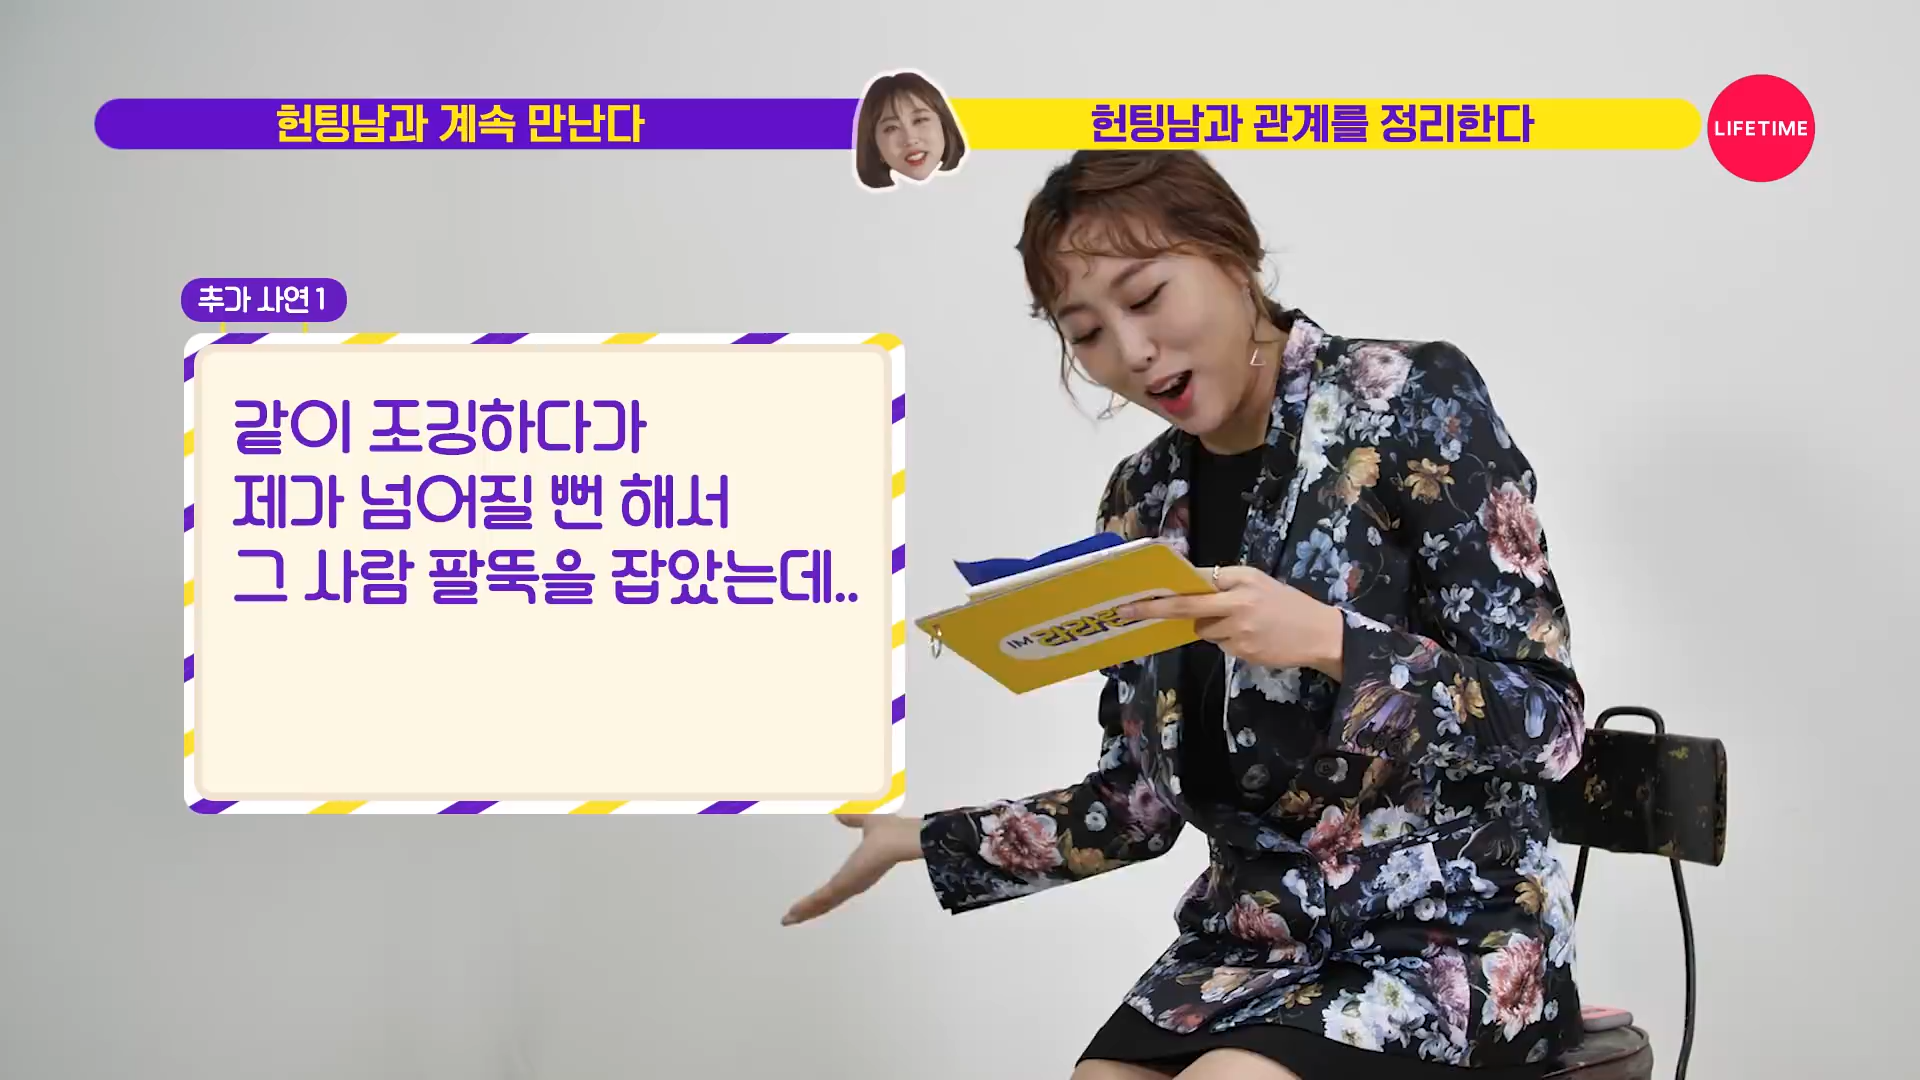 헌팅남과 계속 만난다
헌팅남과 관계를 정리한다
LIFETIME
추가 사연 1
같이 조깅하다가
제가 넘어질 뻔 해서
그 사람 팔뚝을 잡았는데..
IM